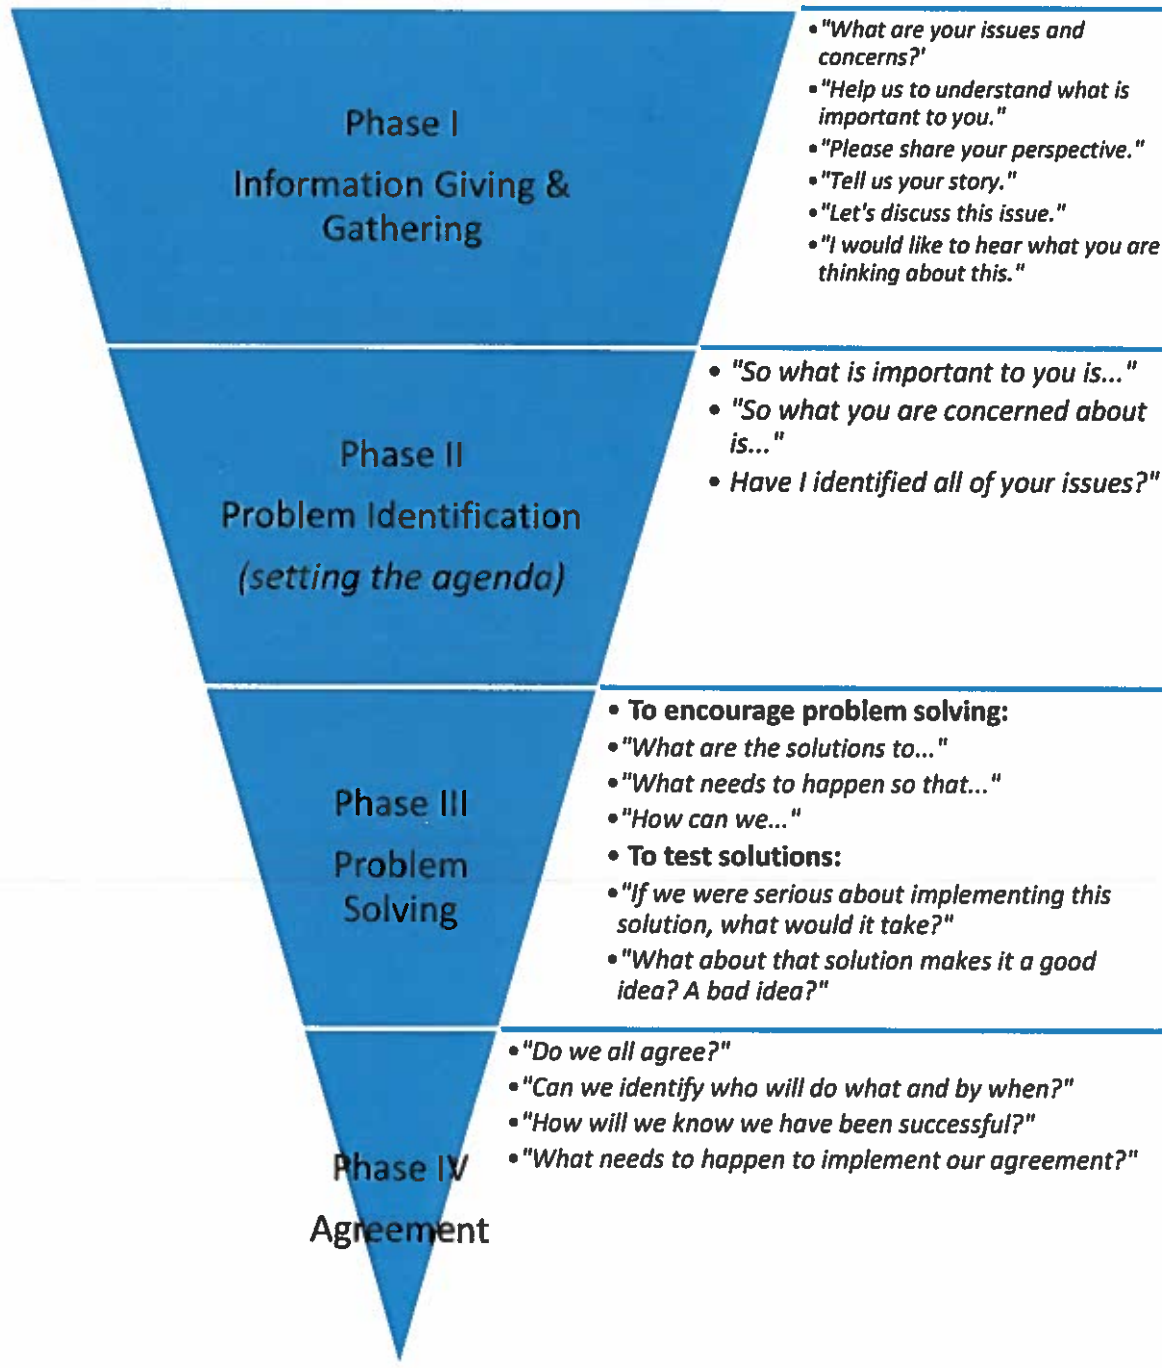 Phase I
Information Giving &
Gathering
•"What are your issues and
concerns?'
•"Help us to understand what is
important to you."
•"Please share your perspective."
•"Tell us your story."
•"Let's discuss this issue."
•"I would like to hear what you are
thinking about this."
Phase II
Problem Identification
(setting the agenda)
• "So what is important to you is..."
• "So what you are concerned about
is..."
• Have I identified all of your issues?"
Phase III
Problem
Solving
• To encourage problem solving:
•"What are the solutions to..."
•"What needs to happen so that..."
•"How can we..."
• To test solutions:
•"If we were serious about implementing this
solution, what would it take?"
•"What about that solution makes it a good
idea? A bad idea?"
Phase IV
Agreement
•"Do we all agree?"
•"Can we identify who will do what and by when?"
•"How will we know we have been successful?"
•"What needs to happen to implement our agreement?"